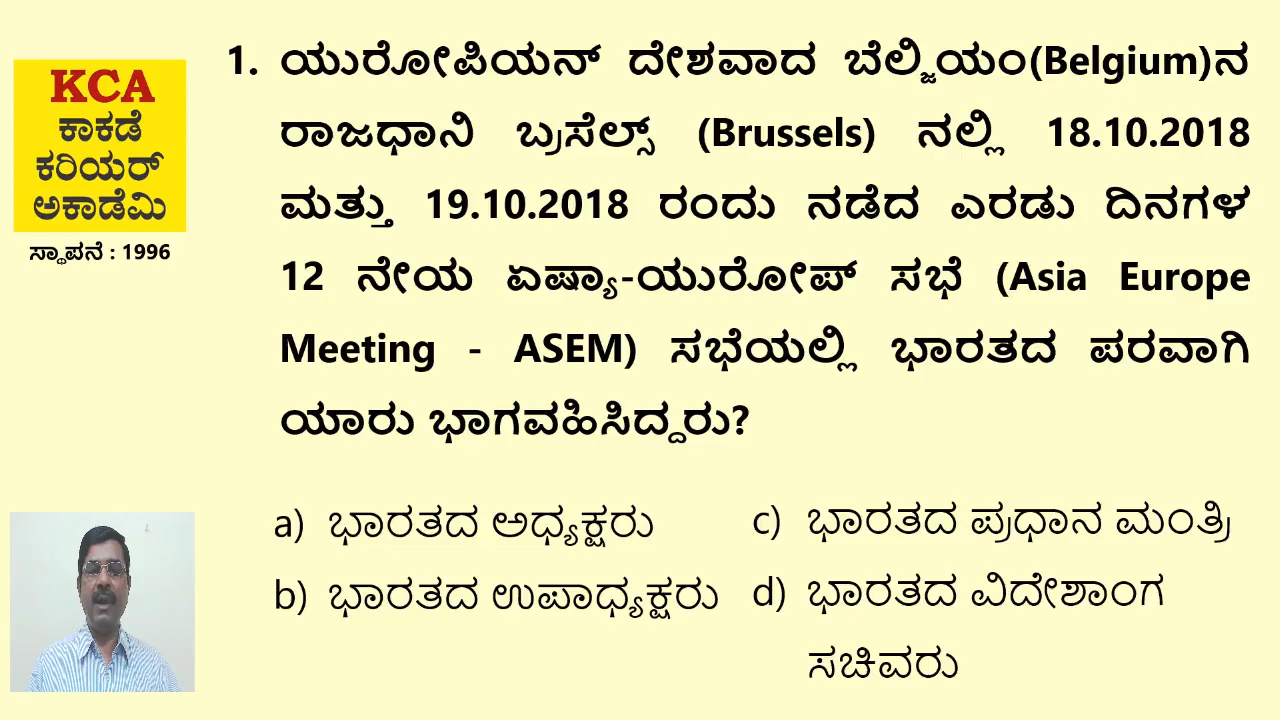 KCA
ಕಾಕಡೆ
ಕರಿಯರ್
ಅಕಾಡೆಮಿ
ಸ್ಥಾಪನೆ : 1996
1. ಯುರೋಪಿಯನ್ ದೇಶವಾದ ಬೆಲ್ಜಿಯಂ(Belgium)ನ
ರಾಜಧಾನಿ ಬ್ರಸೆಲ್ಸ್ (Brussels) ನಲ್ಲಿ 18.10.2018
ಮತ್ತು 19.10.2018 ರಂದು ನಡೆದ ಎರಡು ದಿನಗಳ
12 ನೇಯ ಏಷ್ಯಾ-ಯುರೋಪ್ ಸಭೆ (Asia Europe
Meeting - ASEM) ಸಭೆಯಲ್ಲಿ ಭಾರತದ ಪರವಾಗಿ
ಯಾರು ಭಾಗವಹಿಸಿದ್ದರು?
a) ಭಾರತದ ಅಧ್ಯಕ್ಷರು
b) ಭಾರತದ ಉಪಾಧ್ಯಕ್ಷರು
c) ಭಾರತದ ಪ್ರಧಾನ ಮಂತ್ರಿ
d) ಭಾರತದ ವಿದೇಶಾಂಗ
ಸಚಿವರು